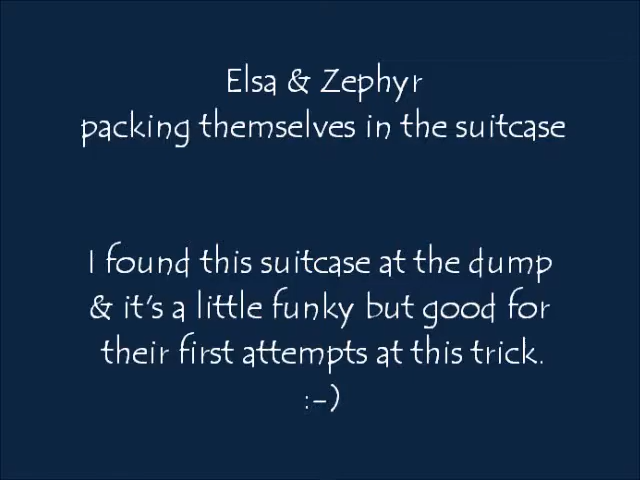 Elsa & Zephyr
packing themselves in the suitcase
I found this suitcase at the dump
& it's a little funky but good for
their first attempts at this trick.
:-)